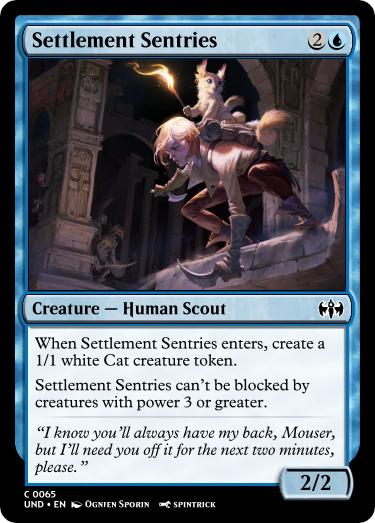 Settlement Sentries 2
Creature — Human Scout
When Settlement Sentries enters, create a
1/1 white Cat creature token.
Settlement Sentries can't be blocked by
creatures with power 3 or greater.
“I know you’ll always have my back, Mouser,
but I’ll need you off it for the next two minutes,
please.”
2/2
C 0065
UND • EN Ognien Sporin SPINTRICK